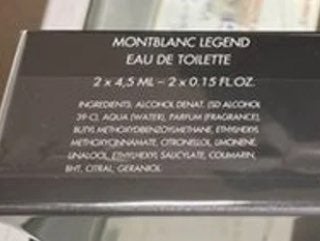 MONTBLANC LEGEND
EAU DE TOILETTE
2 x 4,5 ML – 2 x 0.15 FL.OZ.
INGREDIENTS: ALCOHOL DENAT. (SD ALCOHOL
39-C), AQUA (WATER), PARFUM (FRAGRANCE),
BUTYL METHOXYDIBENZOYLMETHANE, ETHYLHEXYL
METHOXYCINNAMATE, CITRONELLOL, LIMONENE,
LINALOOL, ETHYLHEXYL SALICYLATE, COUMARIN,
BHT, CITRAL, GERANIOL.